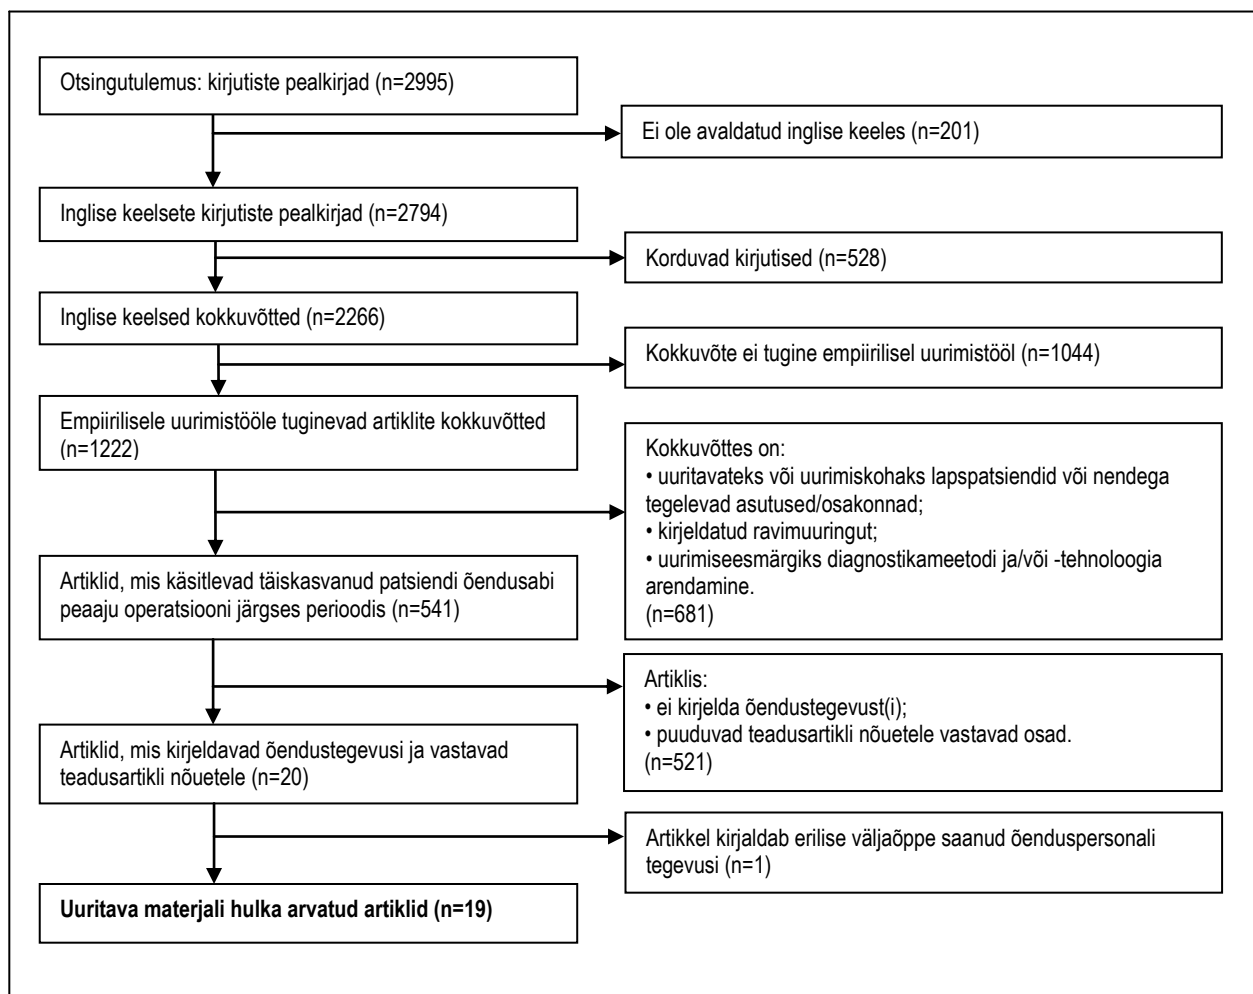 Otsingutulemus: kirjutiste pealkirjad (n=2995)
Ei ole avaldatud inglise keeles (n=201)
Inglise keelsete kirjutiste pealkirjad (n=2794)
Korduvad kirjutised (n=528)
Inglise keelsed kokkuvõtted (n=2266)
Kokkuvõte ei tugine empiirilisel uurimistööl (n=1044)
Empiirilisele uurimistööle tuginevad artiklite kokkuvõtted
(n=1222)
Kokkuvõttes on:
• uuritavateks või uurimiskohaks lapspatsiendid või nendega
tegelevad asutused/osakonnad;
• kirjeldatud ravimuuringut;
• uurimiseesmärgiks diagnostikameetodi ja/või -tehnoloogia
arendamine.
(n=681)
Artiklid, mis käsitlevad täiskasvanud patsiendi õendusabi
peaaju operatsiooni järgses perioodis (n=541)
Artiklis:
• ei kirjelda õendustegevust(i);
• puuduvad teadusartikli nõuetele vastavad osad.
(n=521)
Artiklid, mis kirjeldavad õendustegevusi ja vastavad
teadusartikli nõuetele (n=20)
Artikkel kirjaldab erilise väljaõppe saanud õenduspersonali
tegevusi (n=1)
Uuritava materjali hulka arvatud artiklid (n=19)